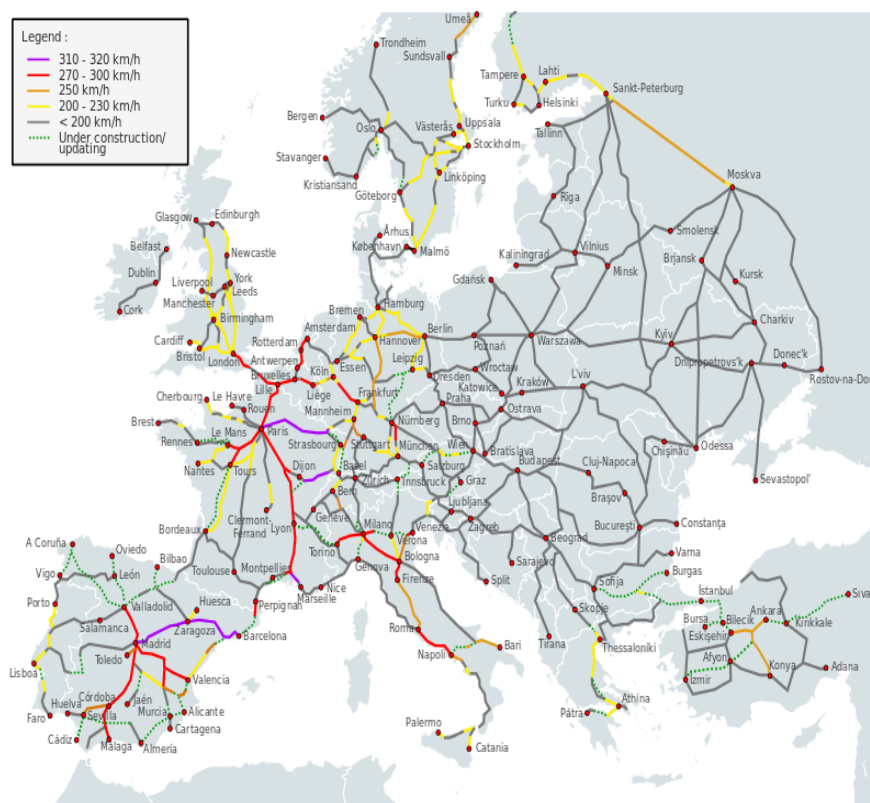 Legend :
310 - 320 km/h
270 - 300 km/h
250 km/h
200 - 230 km/h
< 200 km/h
Under construction/
updating
Umeå
Trondheim
Sundsvall
Tampere
Lahti
Sankt-Peterburg
Turku
Helsinki
Bergen
Oslo
Västerås
Uppsala
Stockholm
Tallinn
Stavanger
Kristiansand
Linköping
Göteborg
Rīga
Moskva
Glasgow
Edinburgh
Århus
København
Malmö
Smolensk
Belfast
Newcastle
Kaliningrad
Vilnius
Minsk
Brjansk
Dublin
Liverpool
York
Leeds
Manchester
Gdańsk
Kursk
Cork
Birmingham
Amsterdam
Rotterdam
Bremen
Hamburg
Hannover
Berlin
Poznań
Warszawa
Kyïv
Charkiv
Cardiff
Bristol
London
Antwerpen
Bruxelles
Lille
Köln
Essen
Leipzig
Dresden
Wrocław
Katowice
Kraków
L'viv
Dnipropetrovs'k
Donec'k
Rostov-na-Don
Liège
Frankfurt
Cherbourg
Le Havre
Rouen
Mannheim
Praha
Ostrava
Brest
Rennes
Le Mans
Paris
Strasbourg
Stuttgart
Nürnberg
München
Brno
Wien
Bratislava
Budapest
Chişinău
Odessa
Nantes
Tours
Dijon
Basel
Zürich
Salzburg
Innsbruck
Graz
Cluj-Napoca
Sevastopol'
Bern
Ljubljana
Braşov
Bordeaux
Clermont-
Ferrand
Lyon
Genève
Milano
Verona
Venezia
Zagreb
Beograd
Bucureşti
Constanţa
A Coruña
Oviedo
Bilbao
Torino
Bologna
Vigo
León
Toulouse
Montpellier
Genova
Firenze
Sarajevo
Split
Varna
Sofija
Burgas
Porto
Valladolid
Huesca
Perpignan
Marseille
Nice
Skopje
İstanbul
Bursa
Bilecik
Ankara
Siva
Salamanca
Zaragoza
Barcelona
Roma
Bari
Tirana
Thessaloníki
Eskişehir
Kirikkale
Madrid
Toledo
Napoli
Afyon
Lisboa
Valencia
Izmir
Konya
Adana
Córdoba
Jaén
Huelva
Sevilla
Murcia
Alicante
Cartagena
Athína
Pátra
Faro
Palermo
Cádiz
Málaga
Almería
Catania